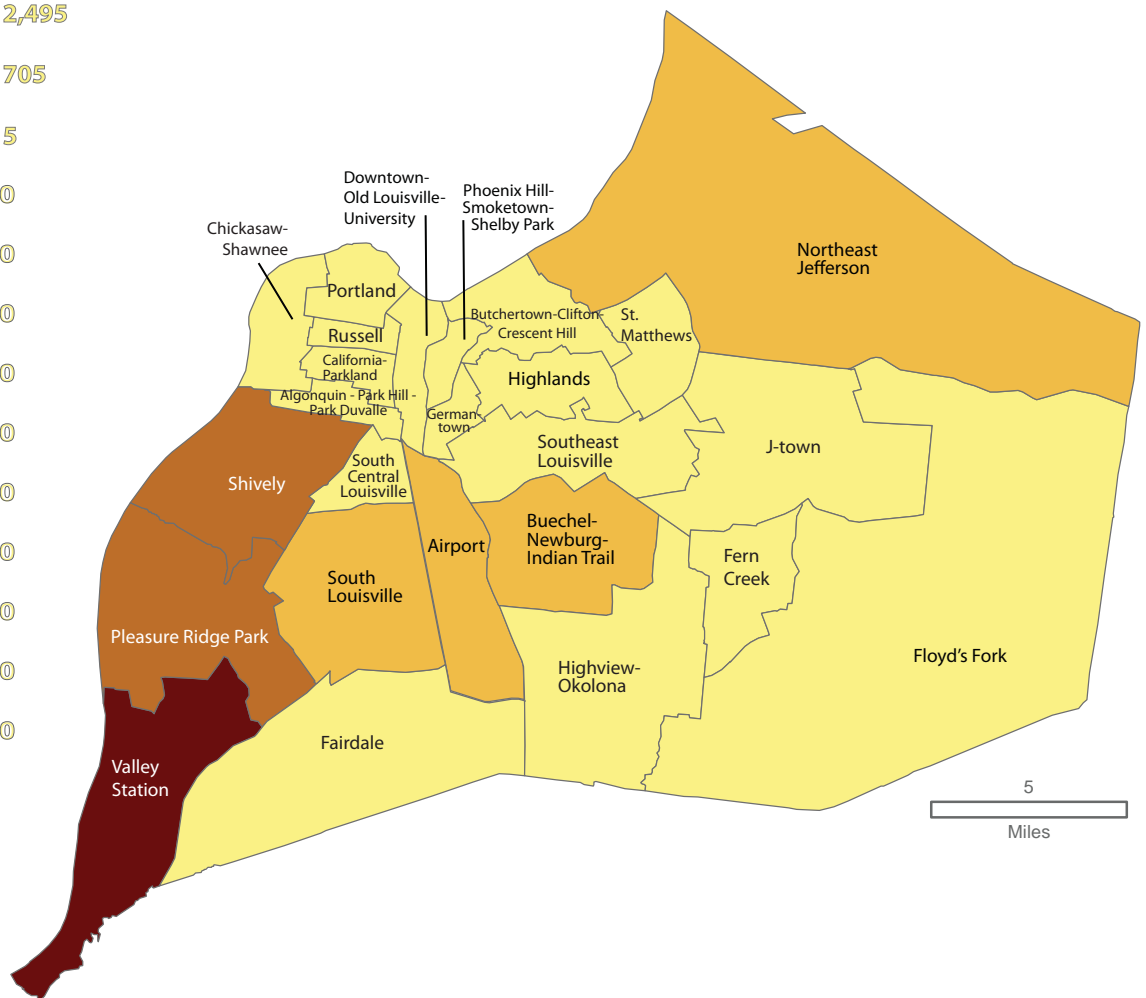 2,495
705
5
0
0
0
0
0
0
0
0
0
0
Downtown-
Old Louisville-
University
Phoenix Hill-
Smoketown-
Shelby Park
Chickasaw-
Shawnee
Northeast
Jefferson
Portland
Butchertown-Clifton-
Crescent Hill
St.
Matthews
Russell
California-
Parkland
Highlands
Algonquin - Park Hill -
Park Duvalle
German-
town-
Southeast
Louisville
J-town
South
Central
Louisville
Shively
Buechel-
Newburg-
Indian Trail
Airport
Fern
Creek
South
Louisville
Pleasure Ridge Park
Floyd's Fork
Highview-
Okolona
Fairdale
Valley
Station
5
Miles